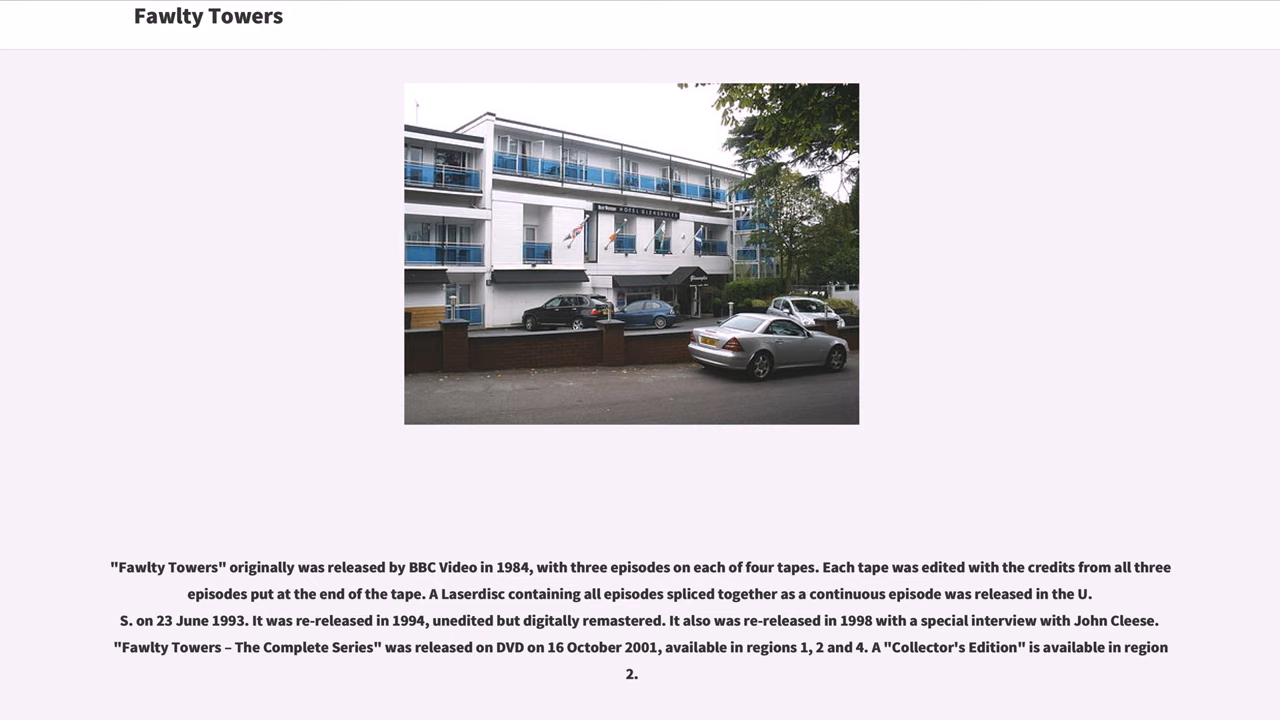 Fawlty Towers
HOTEL GLENEAGLES
"Fawlty Towers" originally was released by BBC Video in 1984, with three episodes on each of four tapes. Each tape was edited with the credits from all three
episodes put at the end of the tape. A Laserdisc containing all episodes spliced together as a continuous episode was released in the U.
S. on 23 June 1993. It was re-released in 1994, unedited but digitally remastered. It also was re-released in 1998 with a special interview with John Cleese.
"Fawlty Towers – The Complete Series" was released on DVD on 16 October 2001, available in regions 1, 2 and 4. A "Collector's Edition" is available in region
2.